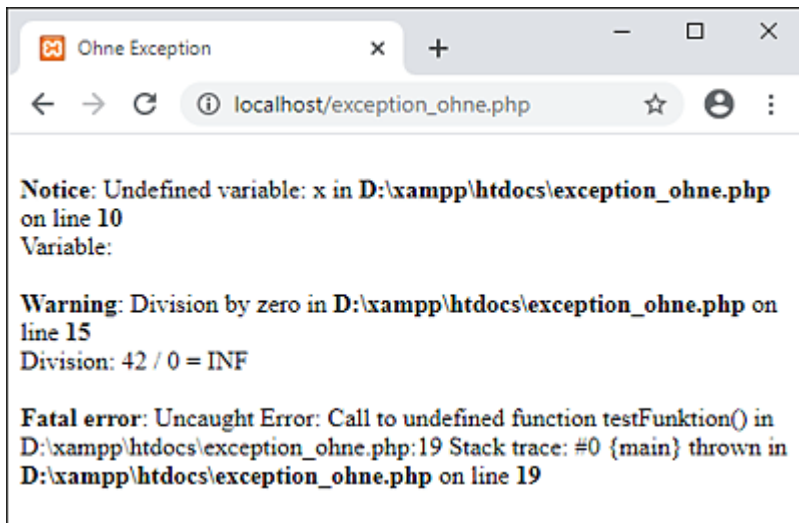 Ohne Exception
localhost/exception_ohne.php
Notice: Undefined variable: x in D:\xampp\htdocs\exception_ohne.php
on line 10
Variable:
Warning: Division by zero in D:\xampp\htdocs\exception_ohne.php on
line 15
Division: 42 / 0 = INF
Fatal error: Uncaught Error: Call to undefined function testFunktion() in
D:\xampp\htdocs\exception_ohne.php:19 Stack trace: #0 {main} thrown in
D:\xampp\htdocs\exception_ohne.php on line 19